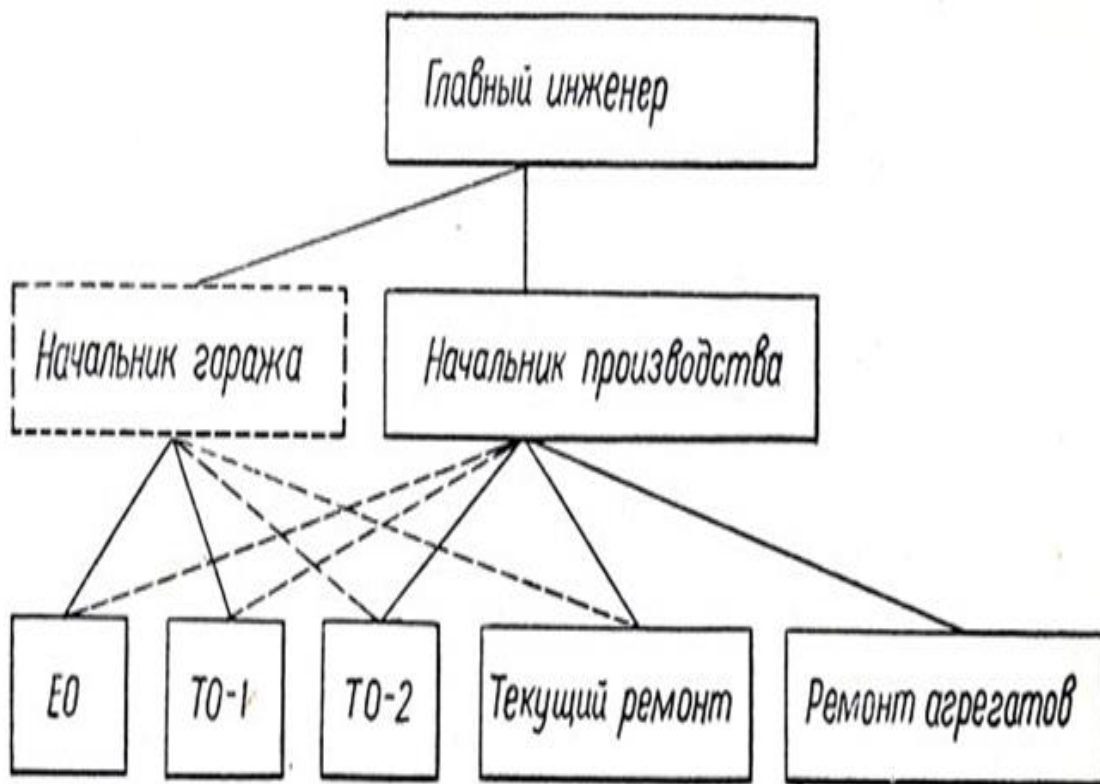 Главный инженер
Начальник гаража
Начальник производства
ЕО
ТО-1
ТО-2
Текущий ремонт
Ремонт агрегатов